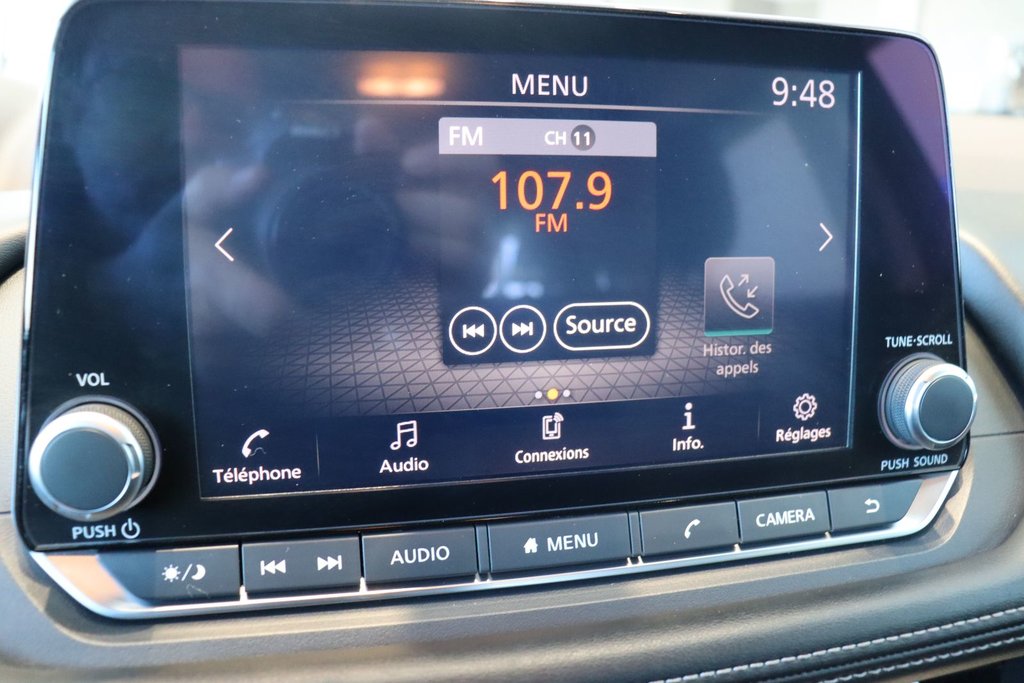 MENU
9:48
FM CH 11
107.9
FM
Source
Histor. des
appels
VOL
TUNE·SCROLL
Téléphone
Audio
Connexions
Info.
Réglages
PUSH
PUSH SOUND
AUDIO
MENU
CAMERA